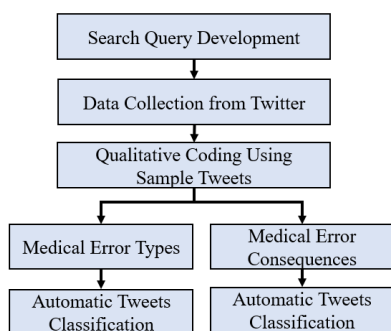 Search Query Development
Data Collection from Twitter
Qualitative Coding Using
Sample Tweets
Medical Error Types
Medical Error
Consequences
Automatic Tweets
Classification
Automatic Tweets
Classification